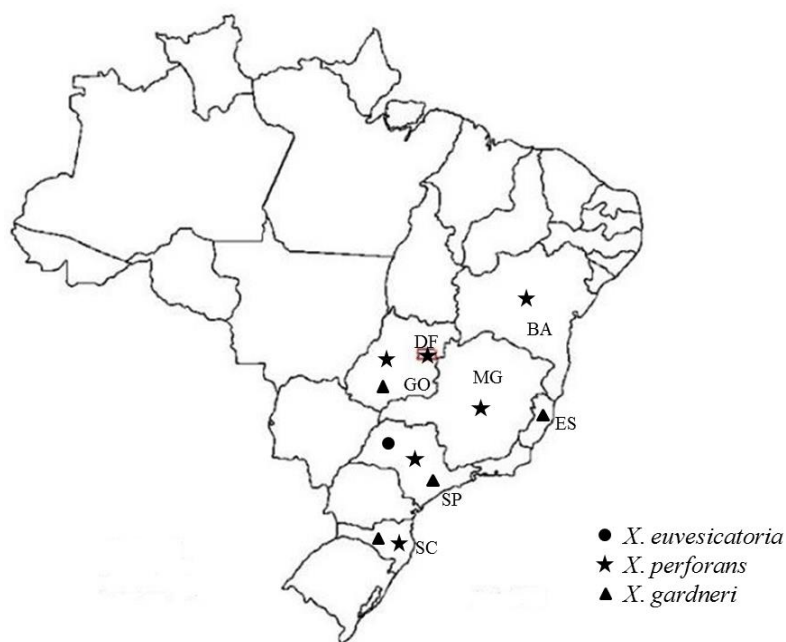 BA
DF
GO
MG
ES
SP
SC
X. euvesicatoria
X. perforans
X. gardneri